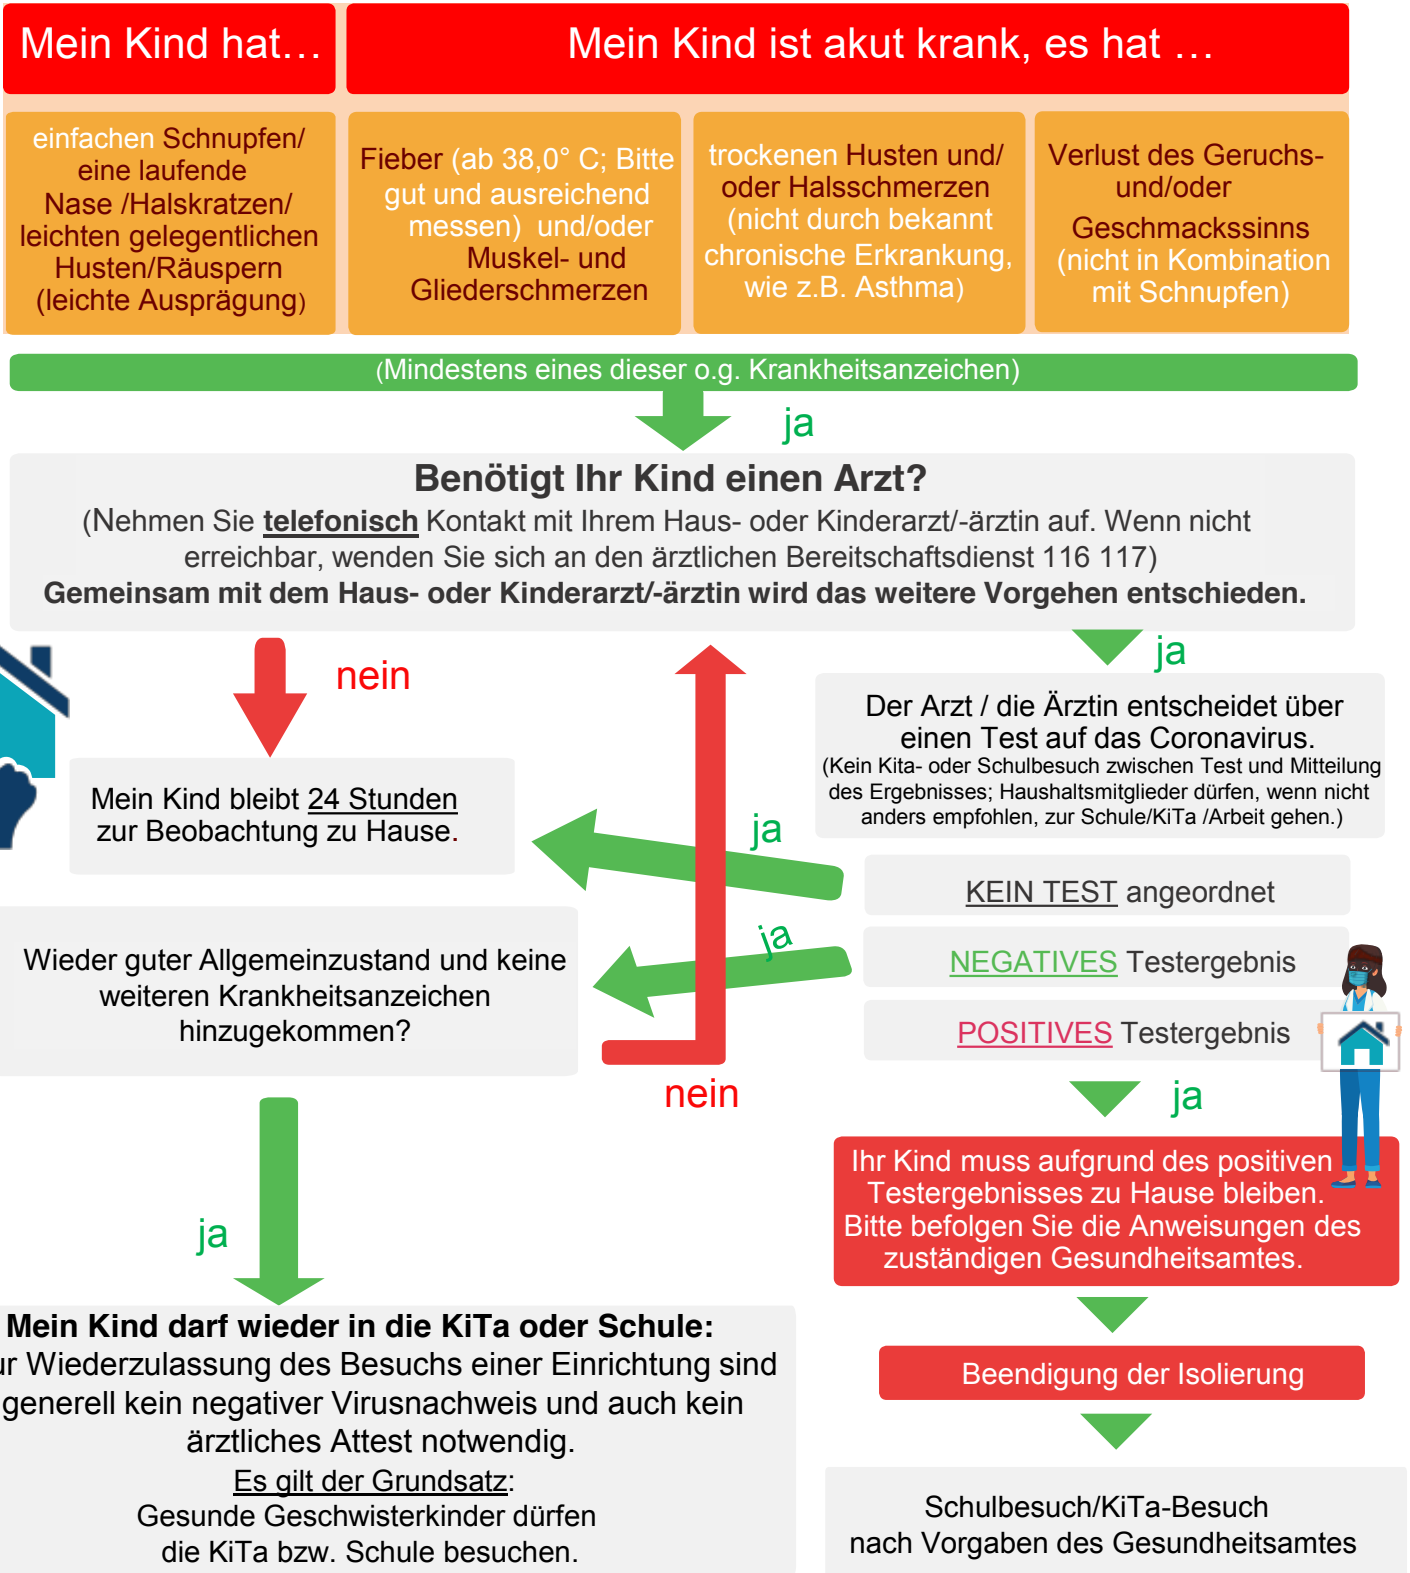 Mein Kind hat…
Mein Kind ist akut krank, es hat …
einfachen Schnupfen/
eine laufende
Nase /Halskratzen/
leichten gelegentlichen
Husten/Räuspern
(leichte Ausprägung)
Fieber (ab 38,0° C; Bitte
gut und ausreichend
messen) und/oder
Muskel- und
Gliederschmerzen
trockenen Husten und/
oder Halsschmerzen
(nicht durch bekannt
chronische Erkrankung,
wie z.B. Asthma)
Verlust des Geruchs-
und/oder
Geschmackssinns
(nicht in Kombination
mit Schnupfen)
(Mindestens eines dieser o.g. Krankheitsanzeichen)
ja
Benötigt Ihr Kind einen Arzt?
(Nehmen Sie telefonisch Kontakt mit Ihrem Haus- oder Kinderarzt/-ärztin auf. Wenn nicht
erreichbar, wenden Sie sich an den ärztlichen Bereitschaftsdienst 116 117)
Gemeinsam mit dem Haus- oder Kinderarzt/-ärztin wird das weitere Vorgehen entschieden.
nein
ja
Der Arzt / die Ärztin entscheidet über
einen Test auf das Coronavirus.
(Kein Kita- oder Schulbesuch zwischen Test und Mitteilung
des Ergebnisses; Haushaltsmitglieder dürfen, wenn nicht
anders empfohlen, zur Schule/KiTa /Arbeit gehen.)
Mein Kind bleibt 24 Stunden
zur Beobachtung zu Hause.
ja
KEIN TEST angeordnet
ja
NEGATIVES Testergebnis
POSITIVES Testergebnis
Wieder guter Allgemeinzustand und keine
weiteren Krankheitsanzeichen
hinzugekommen?
nein
ja
Ihr Kind muss aufgrund des positiven
Testergebnisses zu Hause bleiben.
Bitte befolgen Sie die Anweisungen des
zuständigen Gesundheitsamtes.
ja
Mein Kind darf wieder in die KiTa oder Schule:
ur Wiederzulassung des Besuchs einer Einrichtung sind
generell kein negativer Virusnachweis und auch kein
ärztliches Attest notwendig.
Es gilt der Grundsatz:
Gesunde Geschwisterkinder dürfen
die KiTa bzw. Schule besuchen.
Beendigung der Isolierung
Schulbesuch/KiTa-Besuch
nach Vorgaben des Gesundheitsamtes